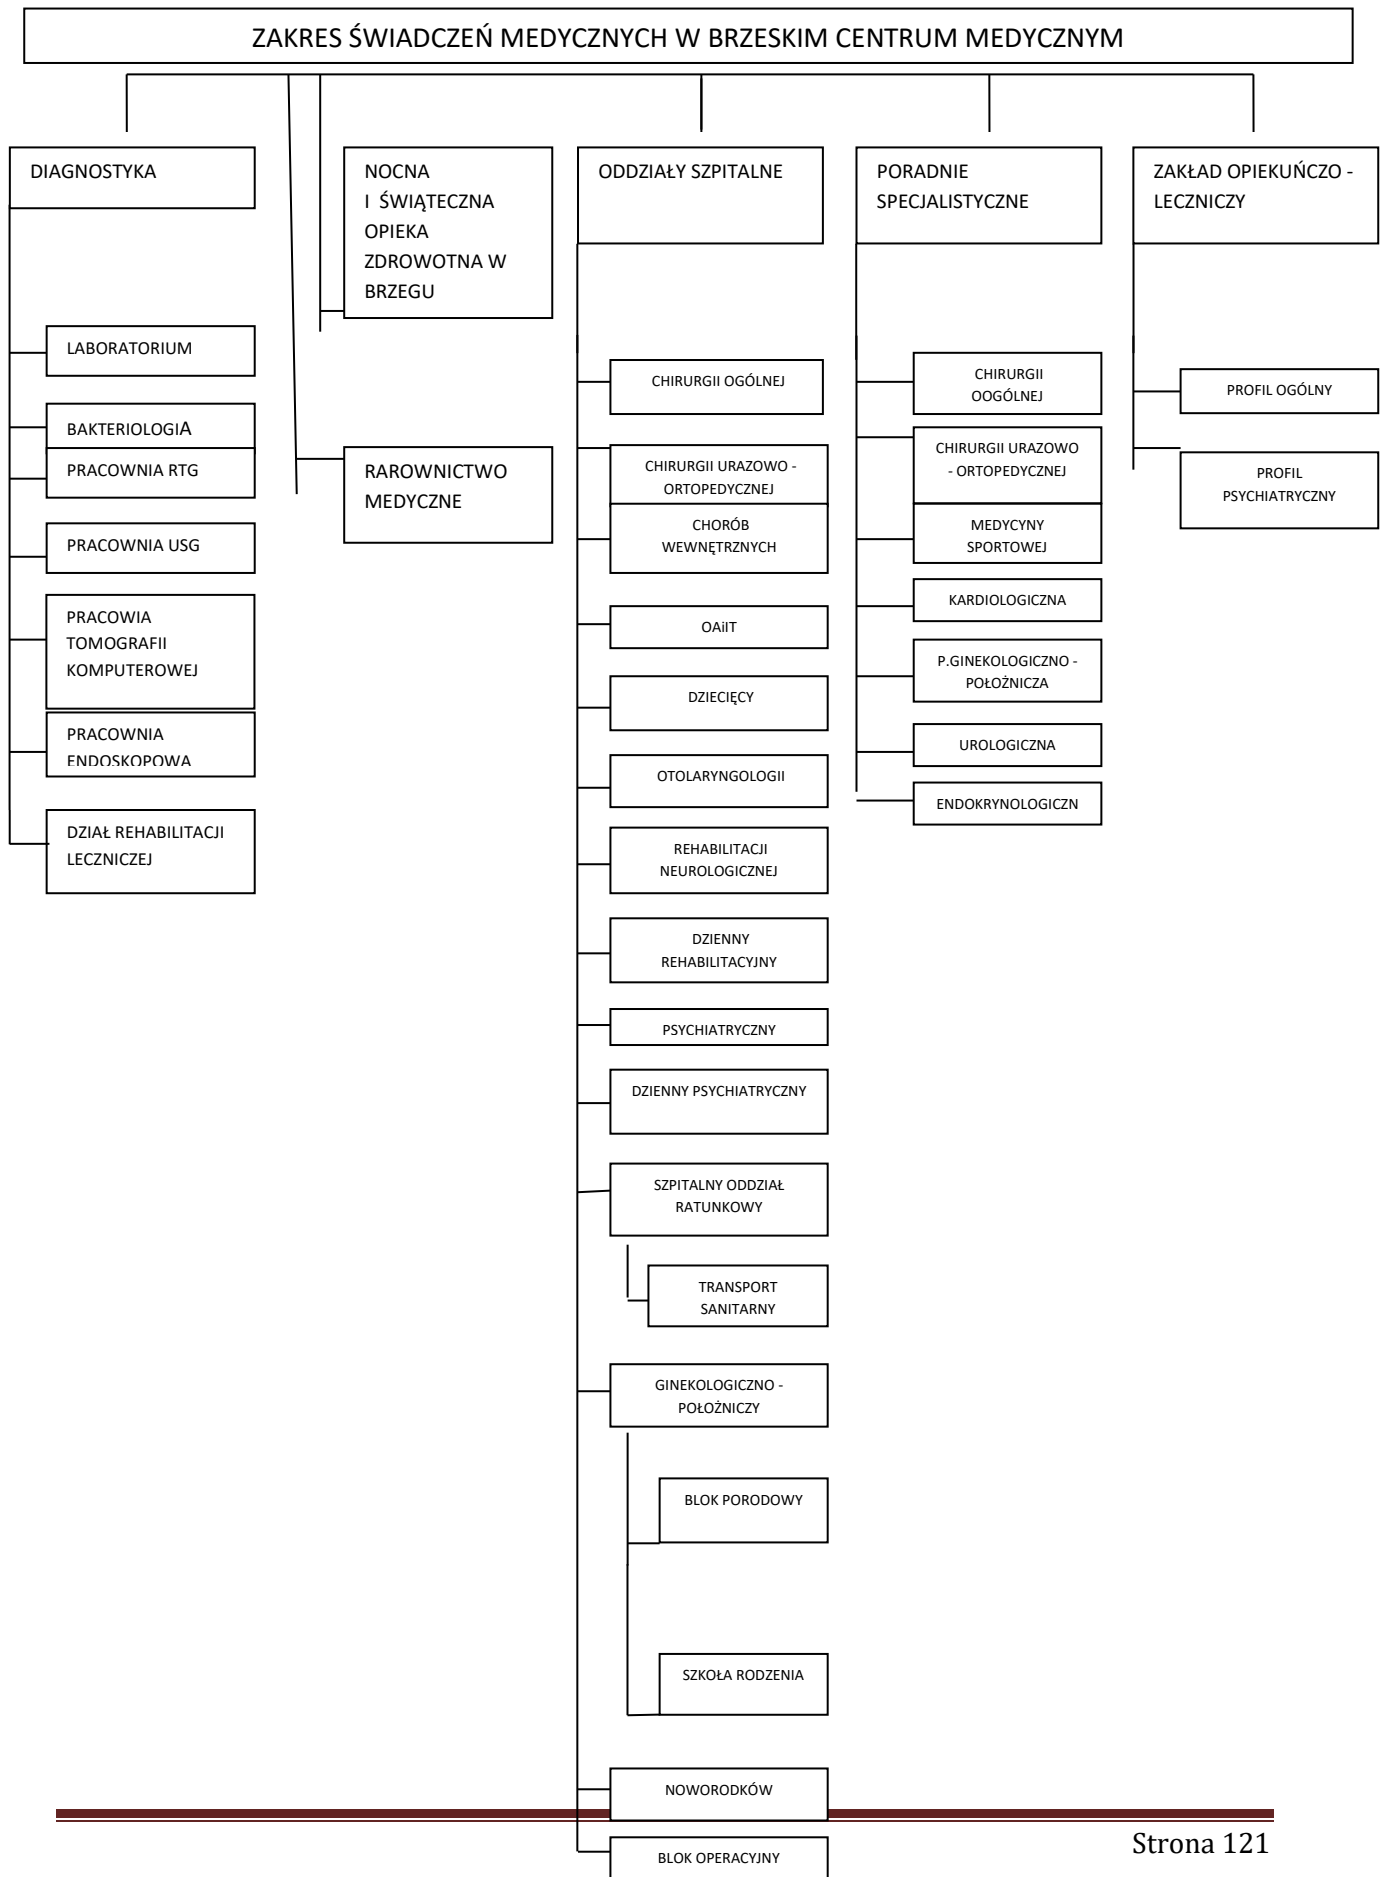 ZAKRES ŚWIADCZEŃ MEDYCZNYCH W BRZESKIM CENTRUM MEDYCZNYM
DIAGNOSTYKA
LABORATORIUM
BAKTERIOLOGIA
PRACOWNIA RTG
PRACOWNIA USG
PRACOWIA
TOMOGRAFII
KOMPUTEROWEJ
PRACOWNIA
ENDOSKOPOWA
DZIAŁ REHABILITACJI
LECZNICZEJ
NOCNA
I ŚWIĄTECZNA
OPIEKA
ZDROWOTNA W
BRZEGU
RAROWNICTWO
MEDYCZNE
ODDZIAŁY SZPITALNE
CHIRURGII OGÓLNEJ
CHIRURGII URAZOWO -
ORTOPEDYCZNEJ
CHORÓB
WEWNĘTRZNYCH
OAiIT
DZIECIĘCY
OTOLARYNGOLOGII
REHABILITACJI
NEUROLOGICZNEJ
DZIENNY
REHABILITACYJNY
PSYCHIATRYCZNY
DZIENNY PSYCHIATRYCZNY
SZPITALNY ODDZIAŁ
RATUNKOWY
TRANSPORT
SANITARNY
GINEKOLOGICZNO -
POŁOŻNICZY
BLOK PORODOWY
SZKOŁA RODZENIA
NOWORODKÓW
BLOK OPERACYJNY
PORADNIE
SPECJALISTYCZNE
CHIRURGII
OOGÓLNEJ
CHIRURGII URAZOWO
- ORTOPEDYCZNEJ
MEDYCYNY
SPORTOWEJ
KARDIOLOGICZNA
P.GINEKOLOGICZNO -
POŁOŻNICZA
UROLOGICZNA
ENDOKRYNOLOGICZN
ZAKŁAD OPIEKUŃCZO -
LECZNICZY
PROFIL OGÓLNY
PROFIL
PSYCHIATRYCZNY
Strona 121